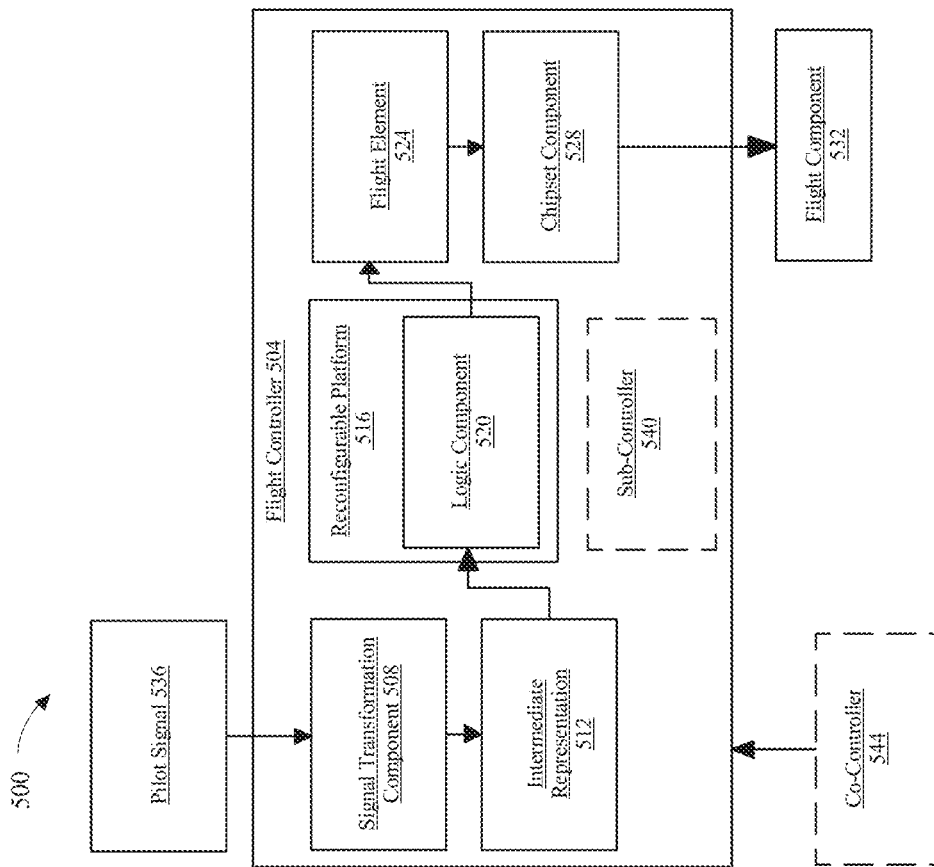 500
Pilot Signal 536
Flight Controller 504
Signal Transformation
Component 508
Intermediate
Representation
512
Reconfigurable Platform
516
Logic Component
520
Flight Element
524
Chipset Component
528
Sub-Controller
540
Co-Controller
544
Flight Component
532